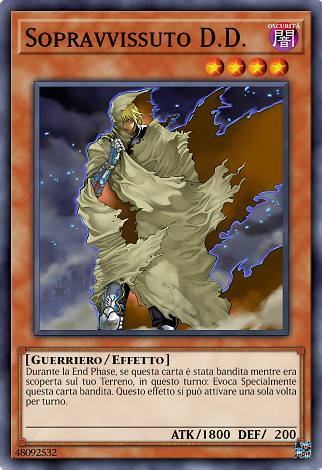 Sopravvissuto D.D.
OSCURITÀ
闇
[Guerriero/Effetto]
Durante la End Phase, se questa carta è stata bandita mentre era
scoperta sul tuo Terreno, in questo turno: Evoca Specialmente
questa carta bandita. Questo effetto si può attivare una sola volta
per turno.
ATK/1800 DEF/ 200
48092532